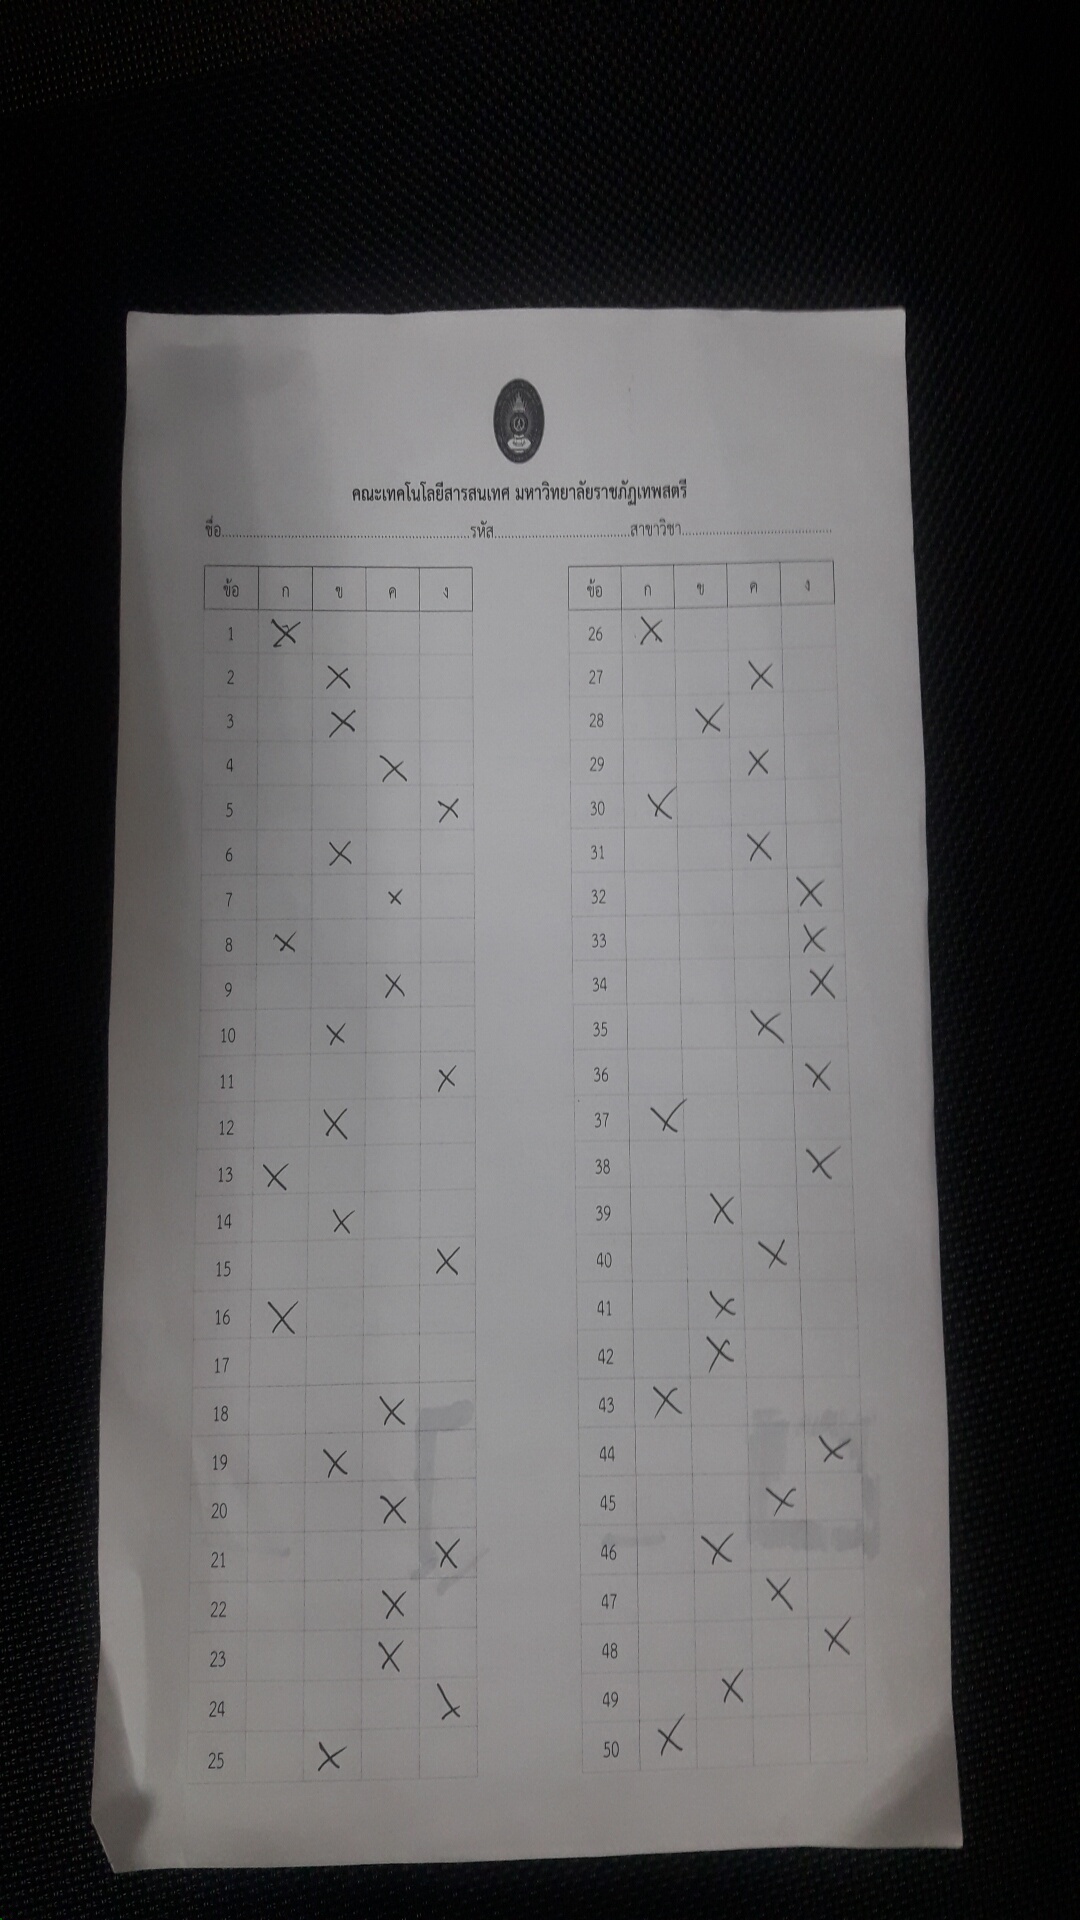 คณะเทคโนโลยีสารสนเทศ มหาวิทยาลัยราชภัฏเทพสตรี
ชื่อ............................................................รหัส.................................สาขาวิชา.....................................
ข้อ ก ข ค ง
1 X
2 X
3 X
4 X
5 X
6 X
7 X
8 X
9 X
10 X
11 X
12 X
13 X
14 X
15 X
16 X
17
18 X
19 X
20 X
21 X
22 X
23 X
24 X
25 X
ข้อ ก ข ค ง
26 X
27 X
28 X
29 X
30 X
31 X
32 X
33 X
34 X
35 X
36 X
37 X
38 X
39 X
40 X
41 X
42 X
43 X
44 X
45 X
46 X
47 X
48 X
49 X
50 X